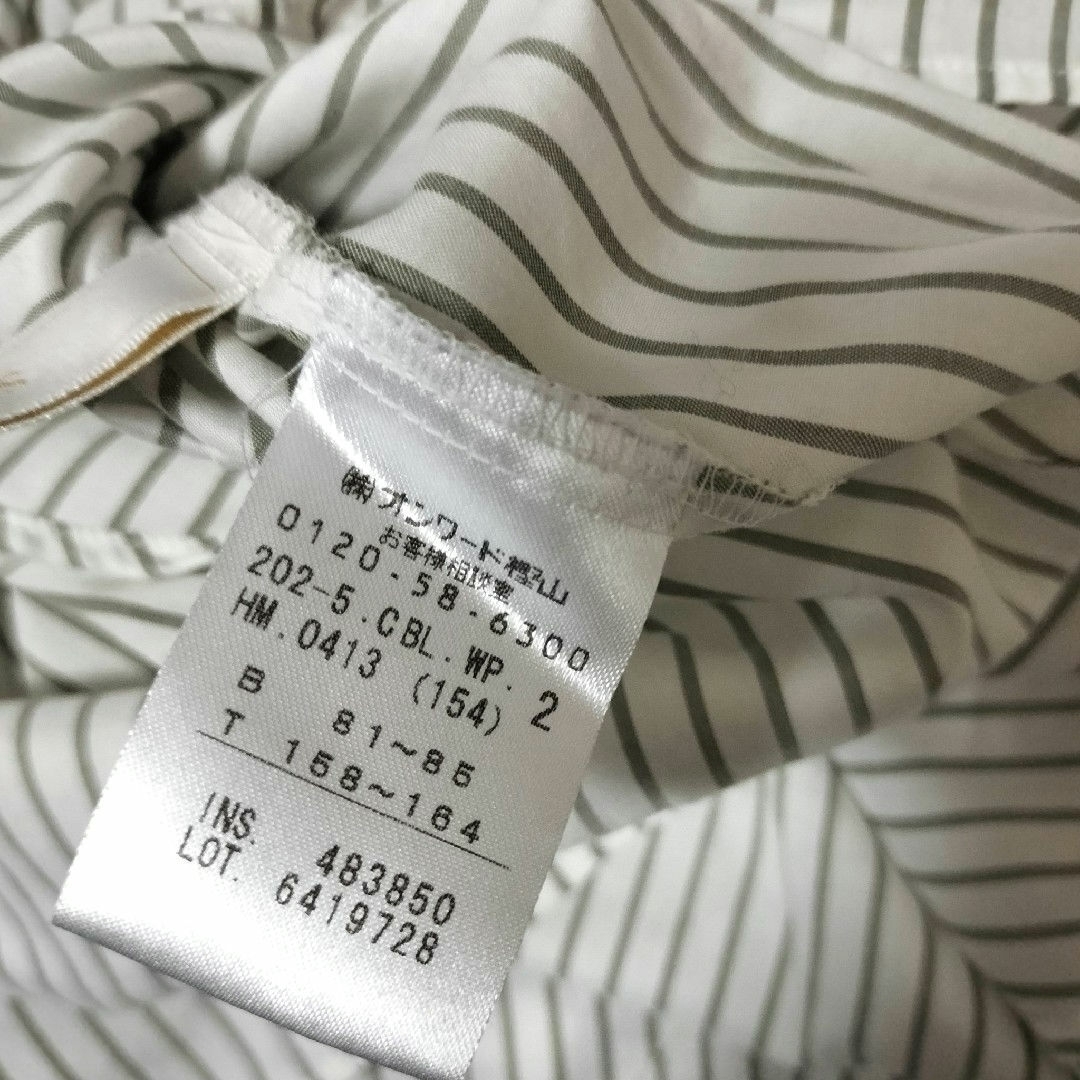 ㈱オンワード樫山
お客様相談室
0120-58-6300
202-5.CBL.WP. 2
HM.0413 (154)
B 81～85
T 158～164
INS. 483850
LOT. 6419728